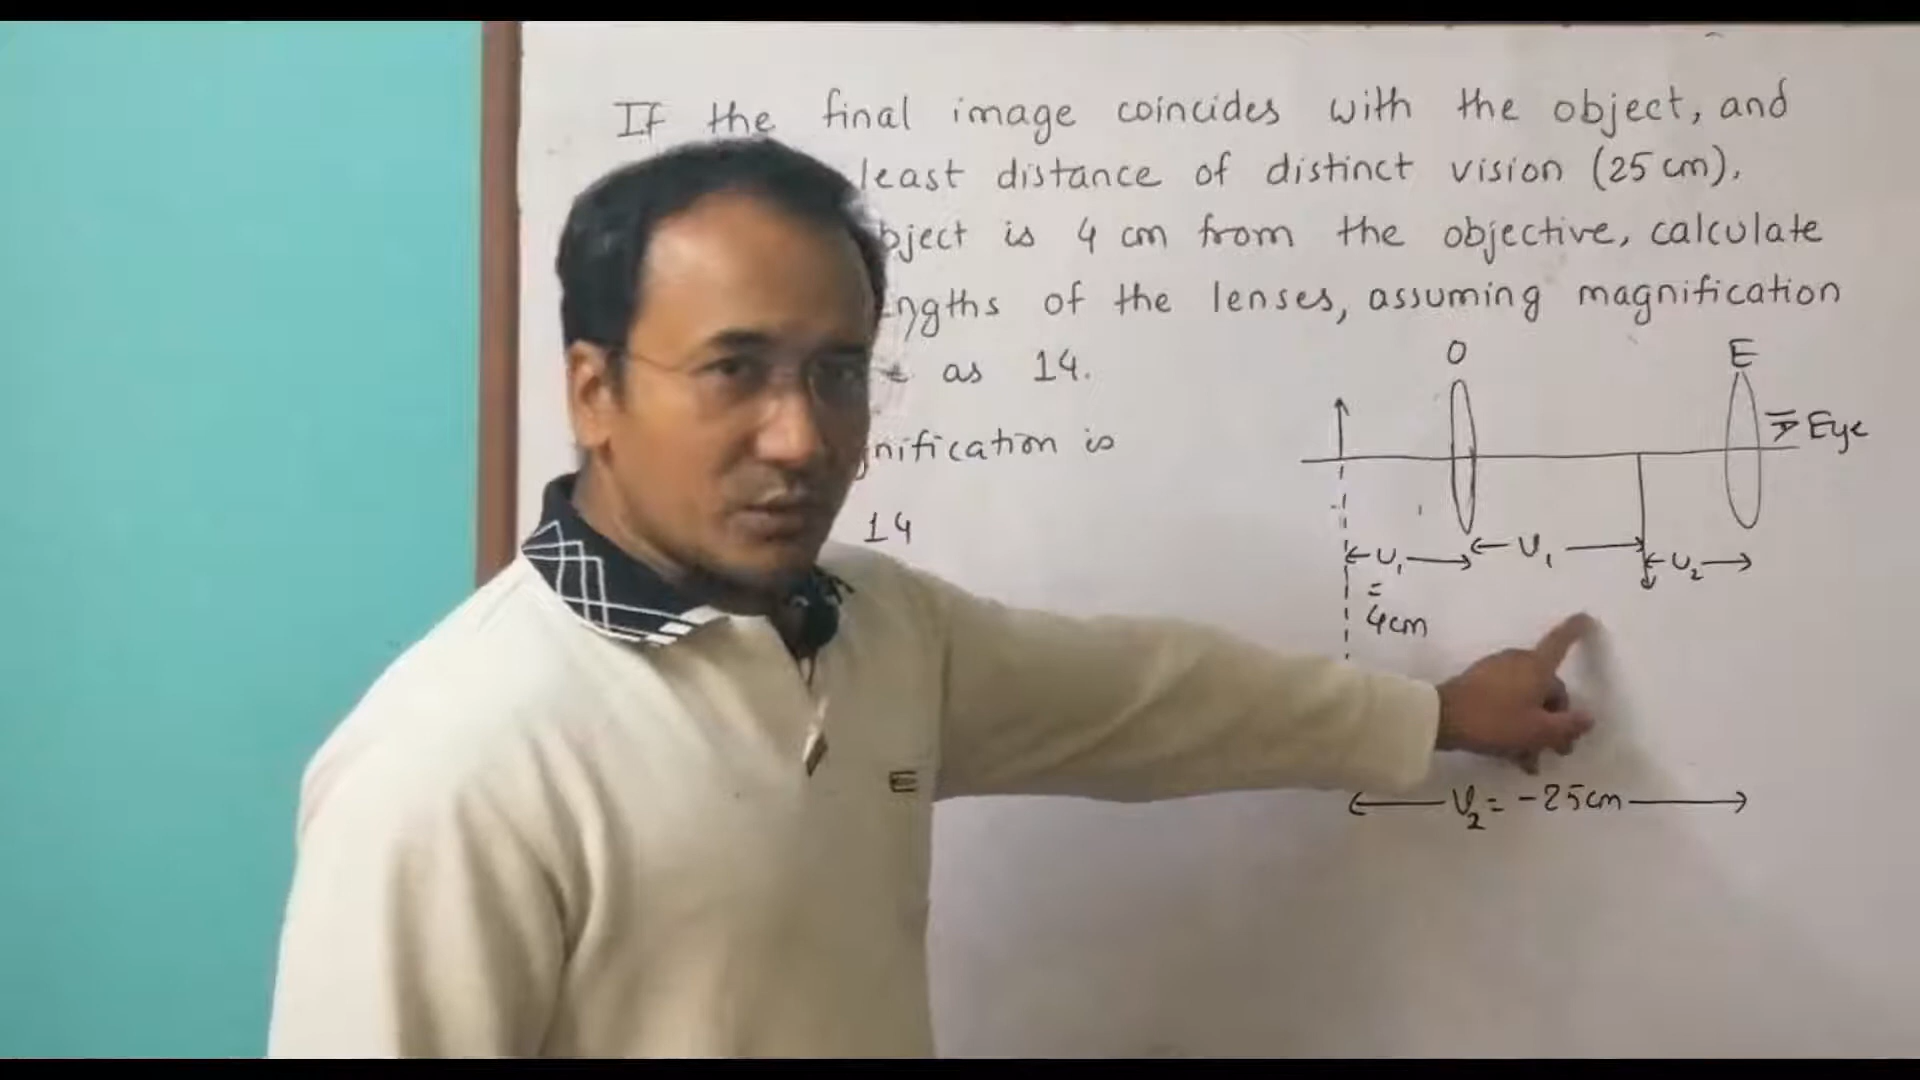 If the final image coincides with the object, and
least distance of distinct vision (25 cm).
bject is 4 cm from the objective, calculate
ngths of the lenses, assuming magnification
as 14.
nification is
14
O
E
Eye
u₁
v₁
u₂
=
4cm
v₂ = -25cm
E